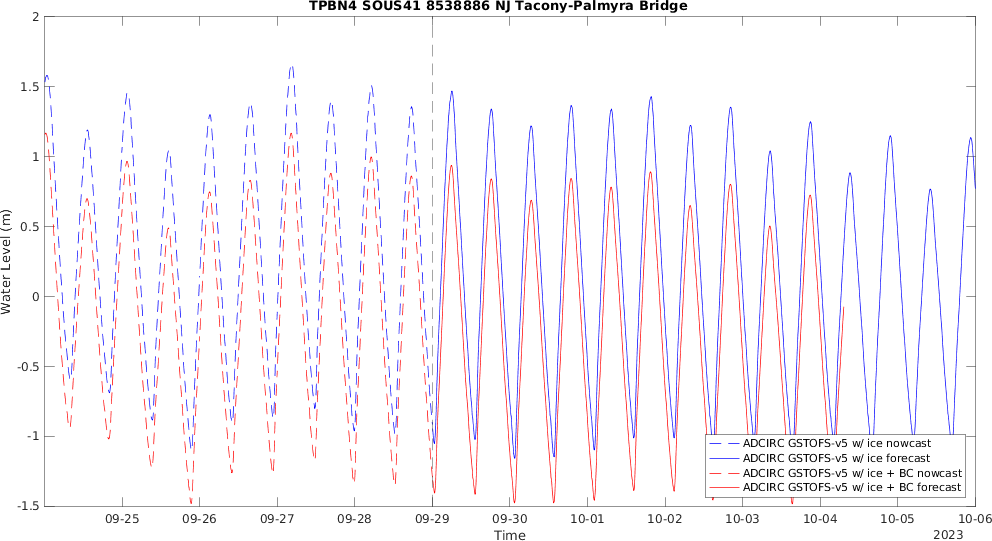 TPBN4 SOUS41 8538886 NJ Tacony-Palmyra Bridge
2
1.5
1
0.5
0
-0.5
-1
-1.5
Water Level (m)
ADCIRC GSTOFS-v5 w/ ice nowcast
ADCIRC GSTOFS-v5 w/ ice forecast
ADCIRC GSTOFS-v5 w/ ice + BC nowcast
ADCIRC GSTOFS-v5 w/ ice + BC forecast
09-25 09-26 09-27 09-28 09-29 09-30 10-01 10-02 10-03 10-04 10-05 10-06
Time
2023